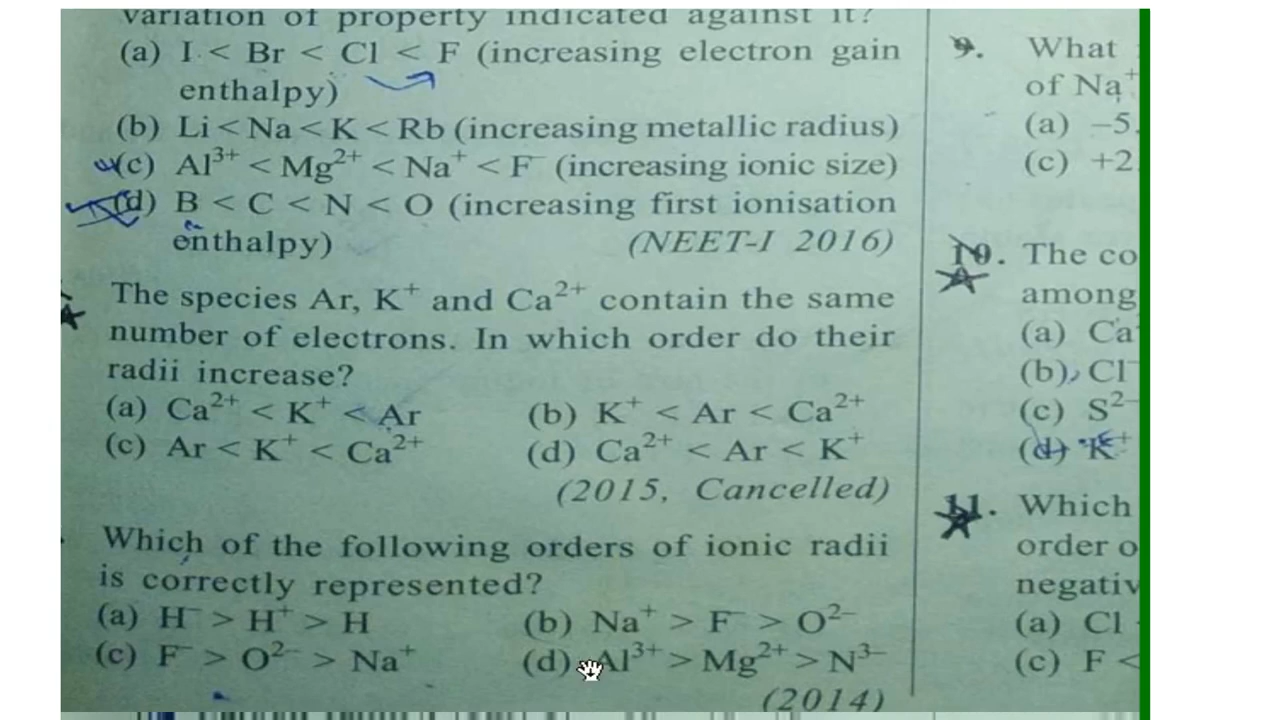 variation of property indicated against it?
(a) I < Br < Cl < F (increasing electron gain
enthalpy)
(b) Li < Na < K < Rb (increasing metallic radius)
(c) Al³⁺ < Mg²⁺ < Na⁺ < F⁻ (increasing ionic size)
(d) B < C < N < O (increasing first ionisation
enthalpy) (NEET-I 2016)
The species Ar, K⁺ and Ca²⁺ contain the same
number of electrons. In which order do their
radii increase?
(a) Ca²⁺ < K⁺ < Ar (b) K⁺ < Ar < Ca²⁺
(c) Ar < K⁺ < Ca²⁺ (d) Ca²⁺ < Ar < K⁺
(2015, Cancelled)
Which of the following orders of ionic radii
is correctly represented?
(a) H⁻ > H⁺ > H (b) Na⁺ > F⁻ > O²⁻
(c) F⁻ > O²⁻ > Na⁺ (d) Al³⁺ > Mg²⁺ > N³⁻
(2014)
9. What
of Na⁺
(a) −5.
(c) +2
10. The co
among
(a) Ca
(b) Cl⁻
(c) S²⁻
(d) K⁺
11. Which
order o
negativ
(a) Cl
(c) F <